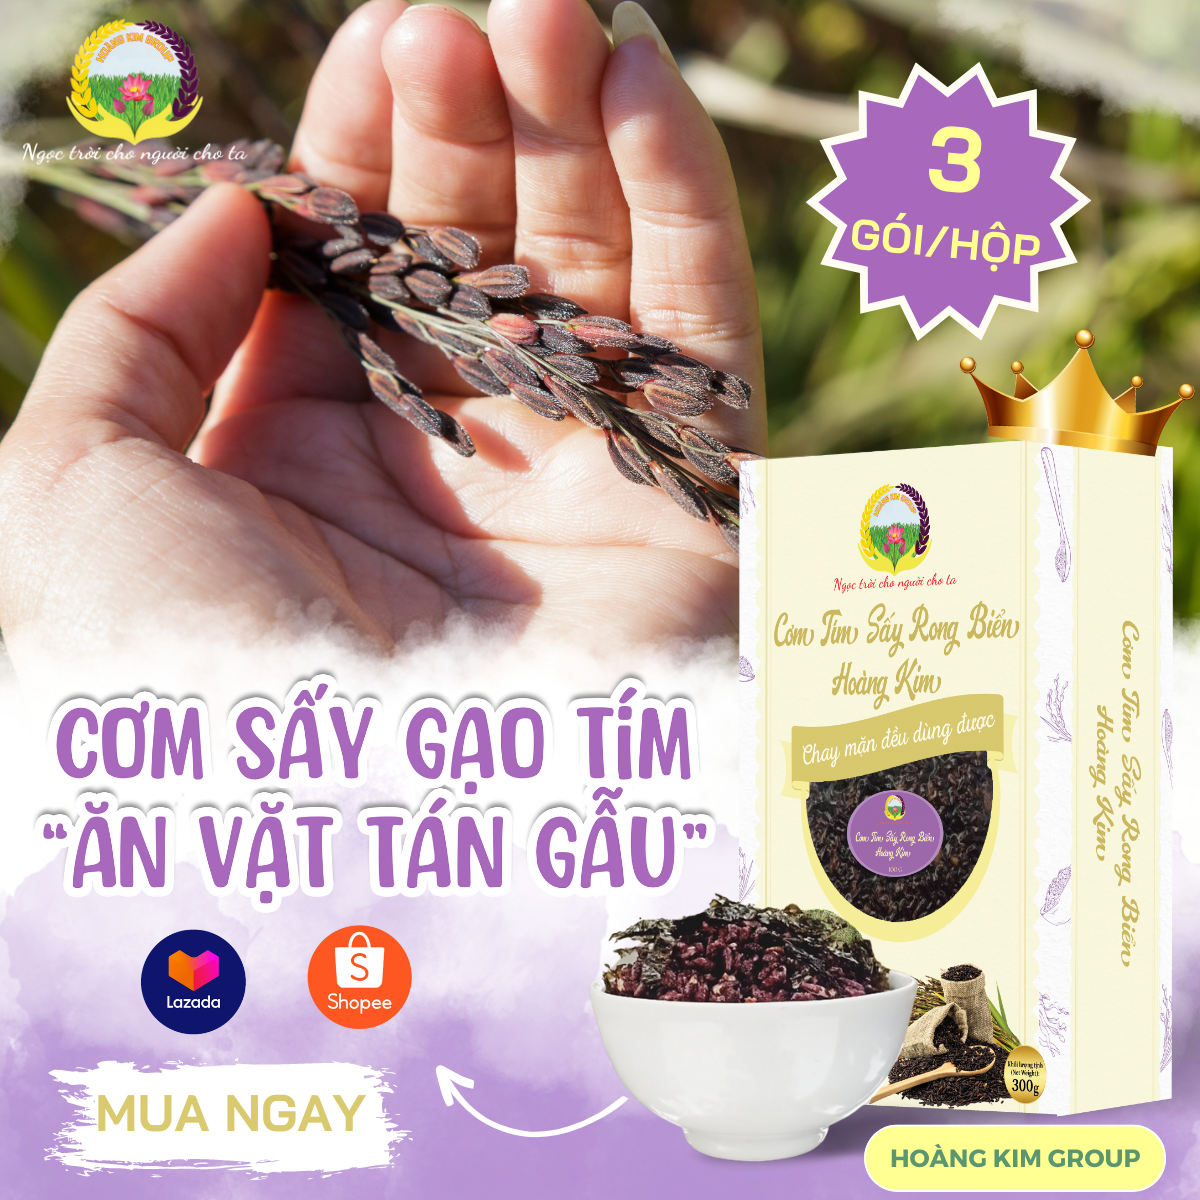 HOÀNG KIM GROUP
Ngọc trời cho người cho ta
3
GÓI/HỘP
HOÀNG KIM GROUP
Ngọc trời cho người cho ta
Cơm Tím Sấy Rong Biển
Hoàng Kim
Chay mặn đều dùng được
Cơm Tím Sấy Rong Biển
Hoàng Kim
100 G
Cơm Tím Sấy Rong Biển
Hoàng Kim
CƠM SẤY GẠO TÍM
“ĂN VẶT TÁN GẪU”
Lazada
Shopee
MUA NGAY
Khối lượng tịnh
(Net Weight):
300g
HOÀNG KIM GROUP